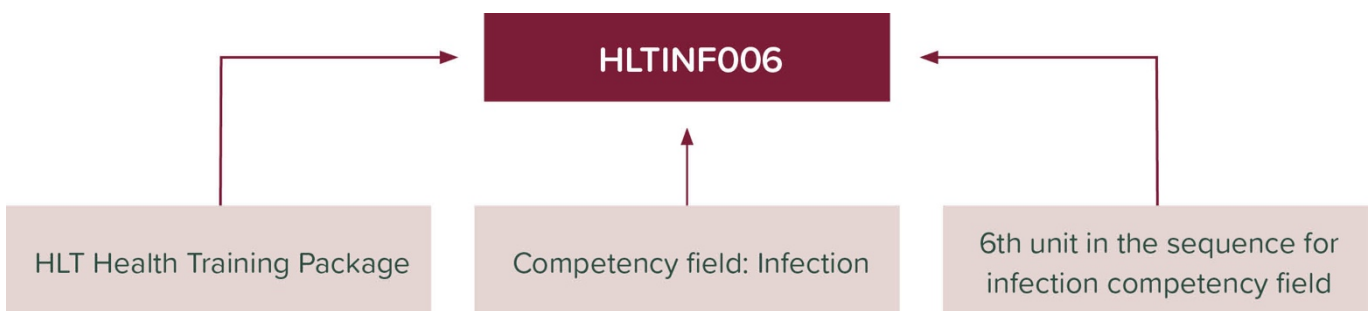 HLTINF006
HLT Health Training Package
Competency field: Infection
6th unit in the sequence for
infection competency field